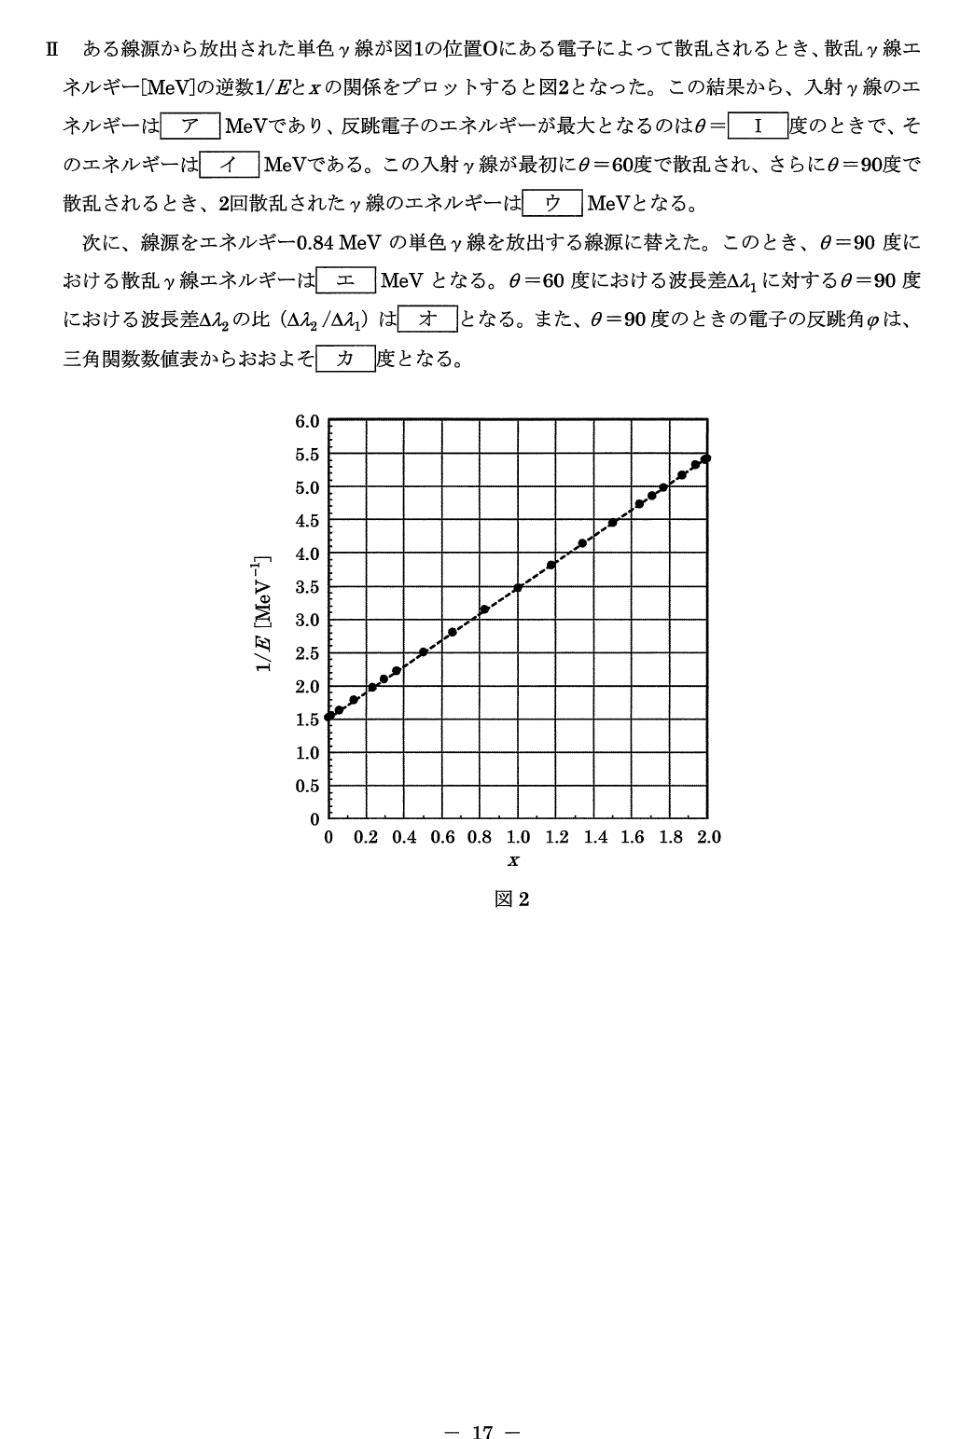 Ⅱ ある線源から放出された単色γ線が図1の位置Oにある電子によって散乱されるとき、散乱γ線エ
ネルギー[MeV]の逆数1/Eとxの関係をプロットすると図2となった。この結果から、入射γ線のエ
ネルギーは ア MeVであり、反跳電子のエネルギーが最大となるのはθ＝ I 度のときで、そ
のエネルギーは イ MeVである。この入射γ線が最初にθ＝60度で散乱され、さらにθ＝90度で
散乱されるとき、2回散乱されたγ線のエネルギーは ウ MeVとなる。
次に、線源をエネルギー0.84 MeV の単色γ線を放出する線源に替えた。このとき、θ＝90 度に
おける散乱γ線エネルギーは エ MeV となる。θ＝60 度における波長差Δλ₁に対するθ＝90 度
における波長差Δλ₂の比（Δλ₂/Δλ₁）は オ となる。また、θ＝90 度のときの電子の反跳角φは、
三角関数数値表からおおよそ カ 度となる。
6.0
5.5
5.0
4.5
4.0
3.5
3.0
2.5
2.0
1.5
1.0
0.5
0
1/E [MeV⁻¹]
0 0.2 0.4 0.6 0.8 1.0 1.2 1.4 1.6 1.8 2.0
x
図 2
－ 17 －